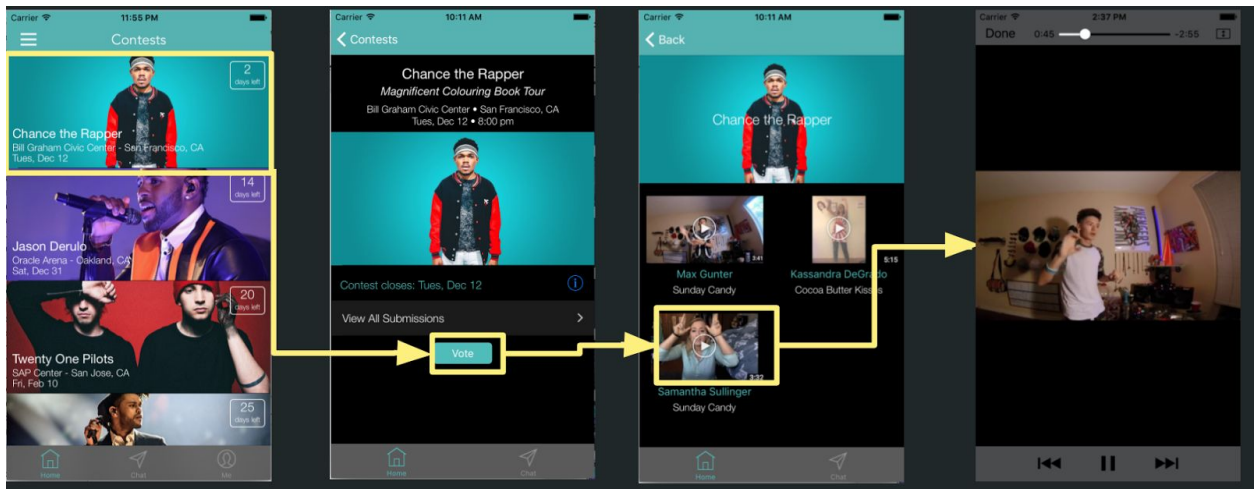 Carrier 11:55 PM
Contests
2
days left
Chance the Rapper
Bill Graham Civic Center - San Francisco, CA
Tues, Dec 12
14
days left
Jason Derulo
Oracle Arena - Oakland, CA
Sat, Dec 31
20
days left
Twenty One Pilots
SAP Center - San Jose, CA
Fri, Feb 10
25
days left
Home Chat Me
Carrier 10:11 AM
Contests
Chance the Rapper
Magnificent Colouring Book Tour
Bill Graham Civic Center • San Francisco, CA
Tues, Dec 12 • 8:00 pm
Contest closes: Tues, Dec 12
View All Submissions
Vote
Home Chat
Carrier 10:11 AM
Back
Chance the Rapper
3:41 5:15
Max Gunter Kassandra DeGrado
Sunday Candy Cocoa Butter Kisses
3:32
Samantha Sullinger
Sunday Candy
Home Chat
Carrier 2:37 PM
Done 0:45 -2:55